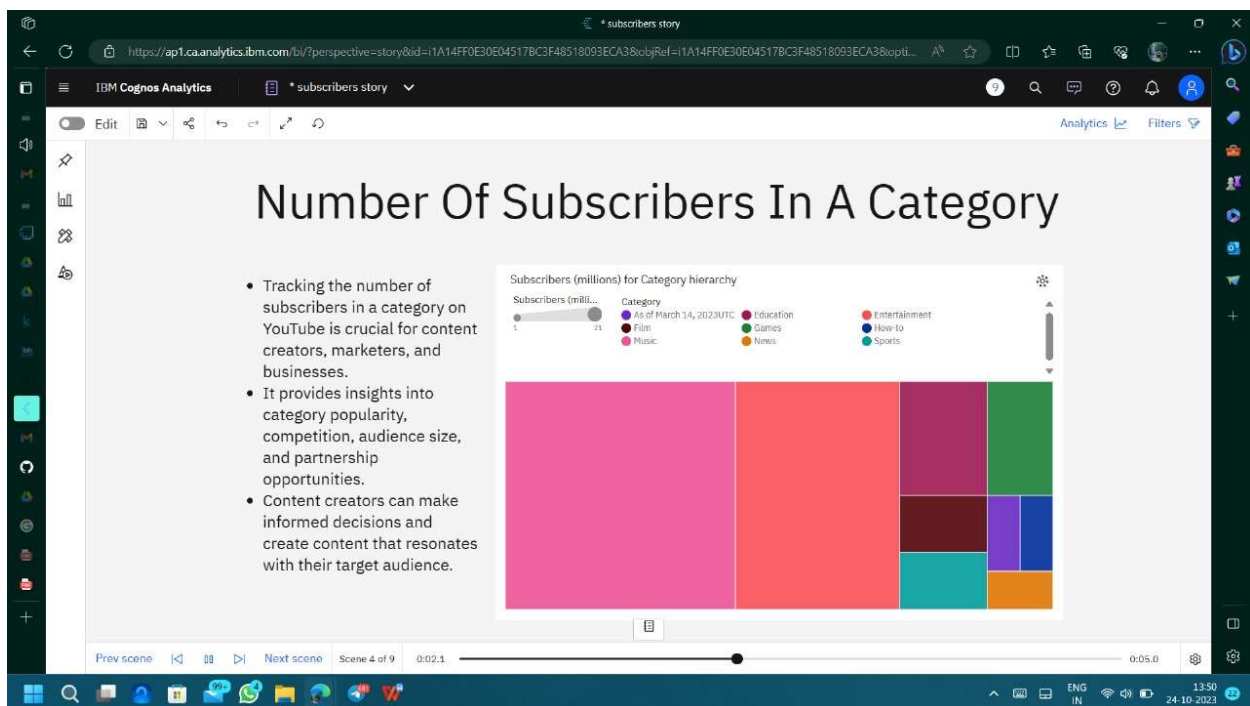 * subscribers story
https://ap1.ca.analytics.ibm.com/bi/?perspective=story&id=i1A14FF0E30E04517BC3F48518093ECA3&objRef=i1A14FF0E30E04517BC3F48518093ECA3&opti...
IBM Cognos Analytics
* subscribers story
9
Edit
Analytics
Filters
Number Of Subscribers In A Category
• Tracking the number of
subscribers in a category on
YouTube is crucial for content
creators, marketers, and
businesses.
• It provides insights into
category popularity,
competition, audience size,
and partnership
opportunities.
• Content creators can make
informed decisions and
create content that resonates
with their target audience.
Subscribers (millions) for Category hierarchy
Subscribers (milli...
1 21
Category
As of March 14, 2023UTC Education Entertainment
Film Games How-to
Music News Sports
Prev scene Next scene Scene 4 of 9 0:02.1 0:05.0
99+
ENG
IN
13:50
24-10-2023
22